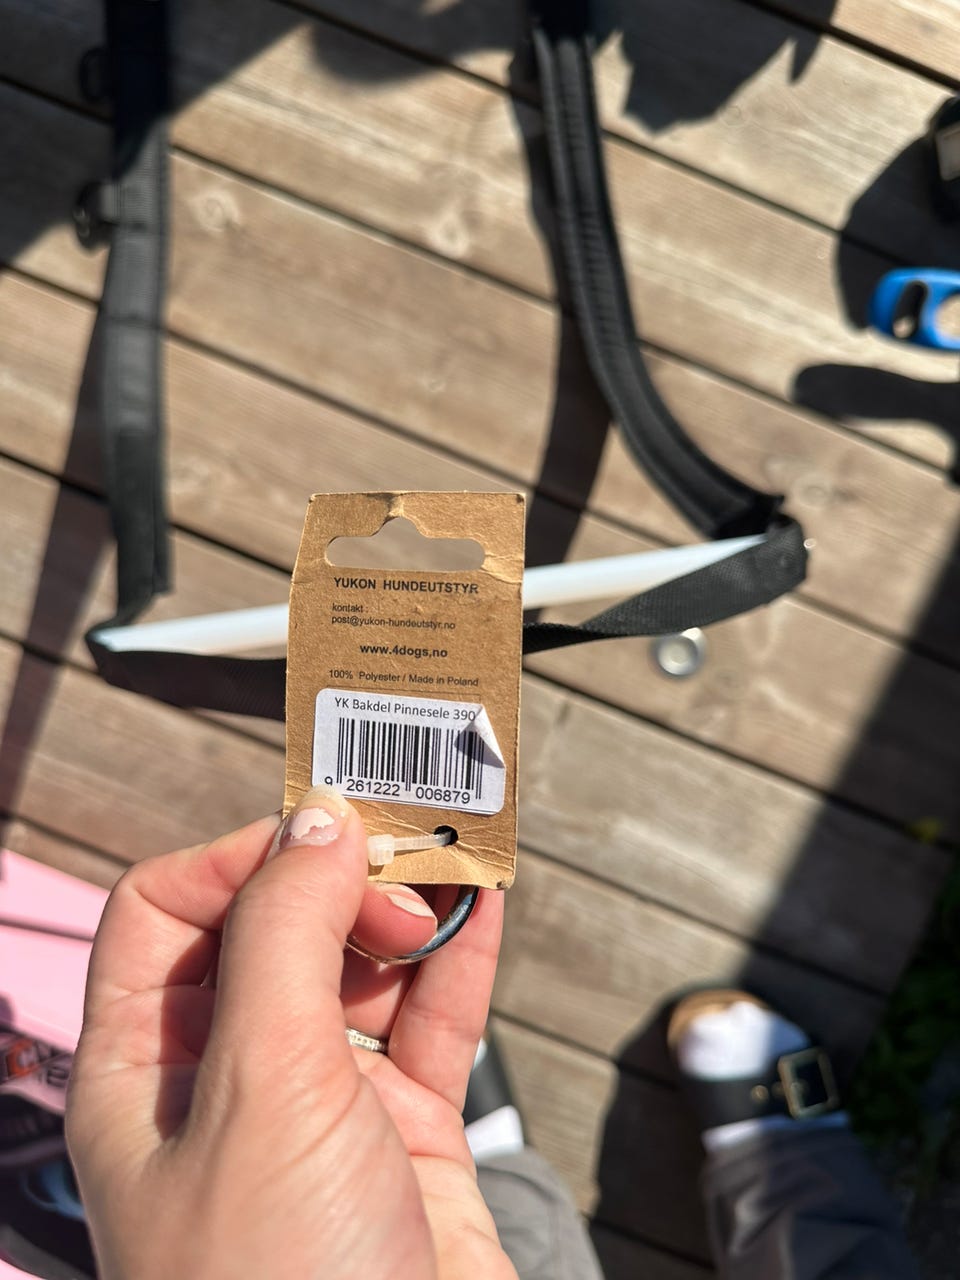 YUKON HUNDEUTSTYR
kontakt :
post@yukon-hundeutstyr.no
www.4dogs,no
100% Polyester / Made in Poland
YK Bakdel Pinnesele 390
9 261222 006879